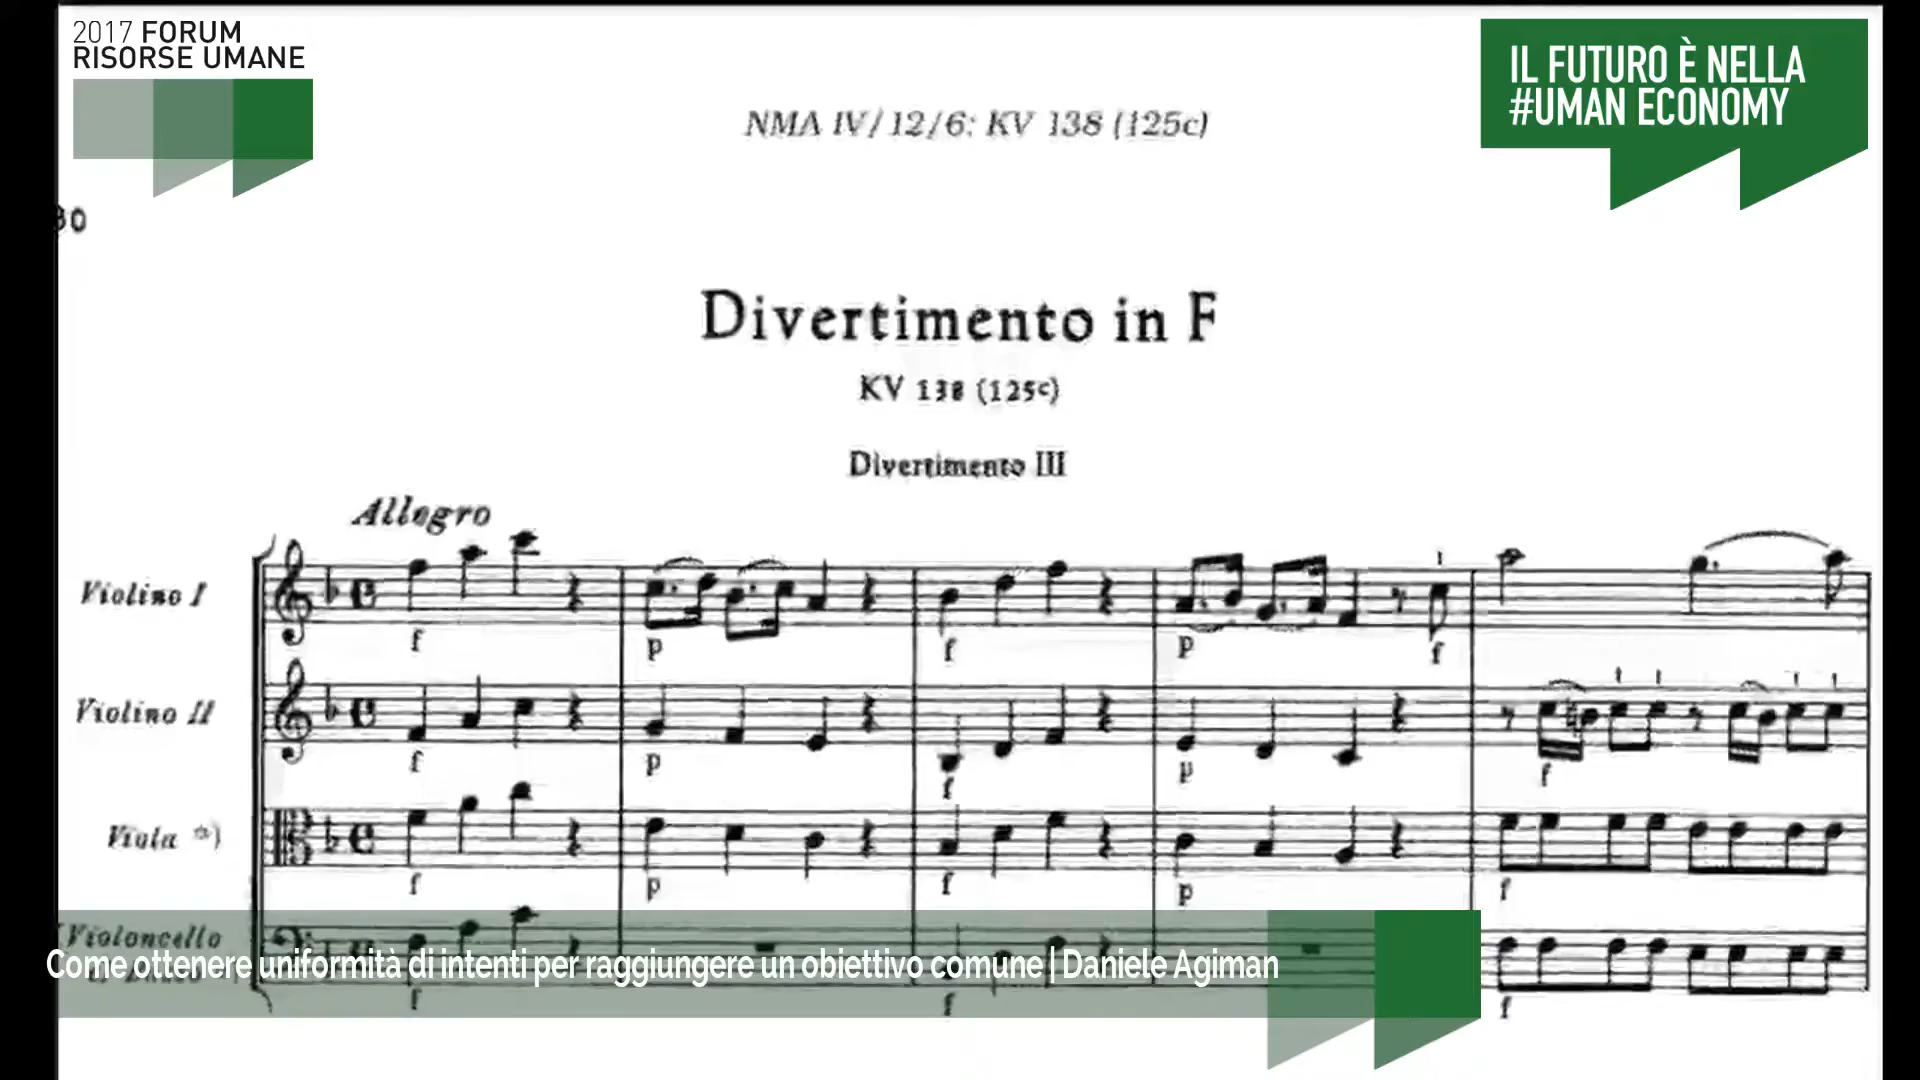 2017 FORUM
RISORSE UMANE
IL FUTURO È NELLA
#UMAN ECONOMY
NMA IV/12/6: KV 138 (125c)
30
Divertimento in F
KV 138 (125c)
Divertimento III
Allegro
Violino I
f p f p f
Violino II
f p f p f
Viola *)
f p f p f
Violoncello
f f f
Come ottenere uniformità di intenti per raggiungere un obiettivo comune | Daniele Agiman